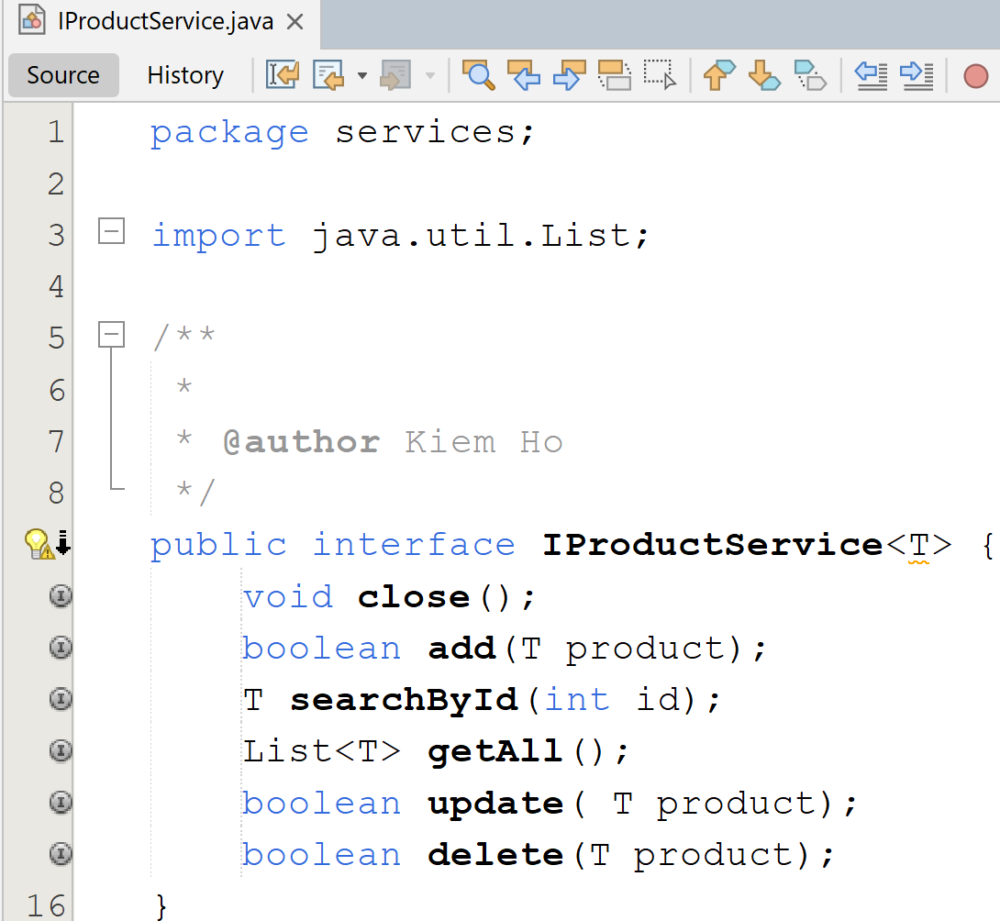 IProductService.java
Source History
1 package services;
2
3 import java.util.List;
4
5 /**
6 *
7 * @author Kiem Ho
8 */
public interface IProductService<T> {
void close();
boolean add(T product);
T searchById(int id);
List<T> getAll();
boolean update( T product);
boolean delete(T product);
16 }